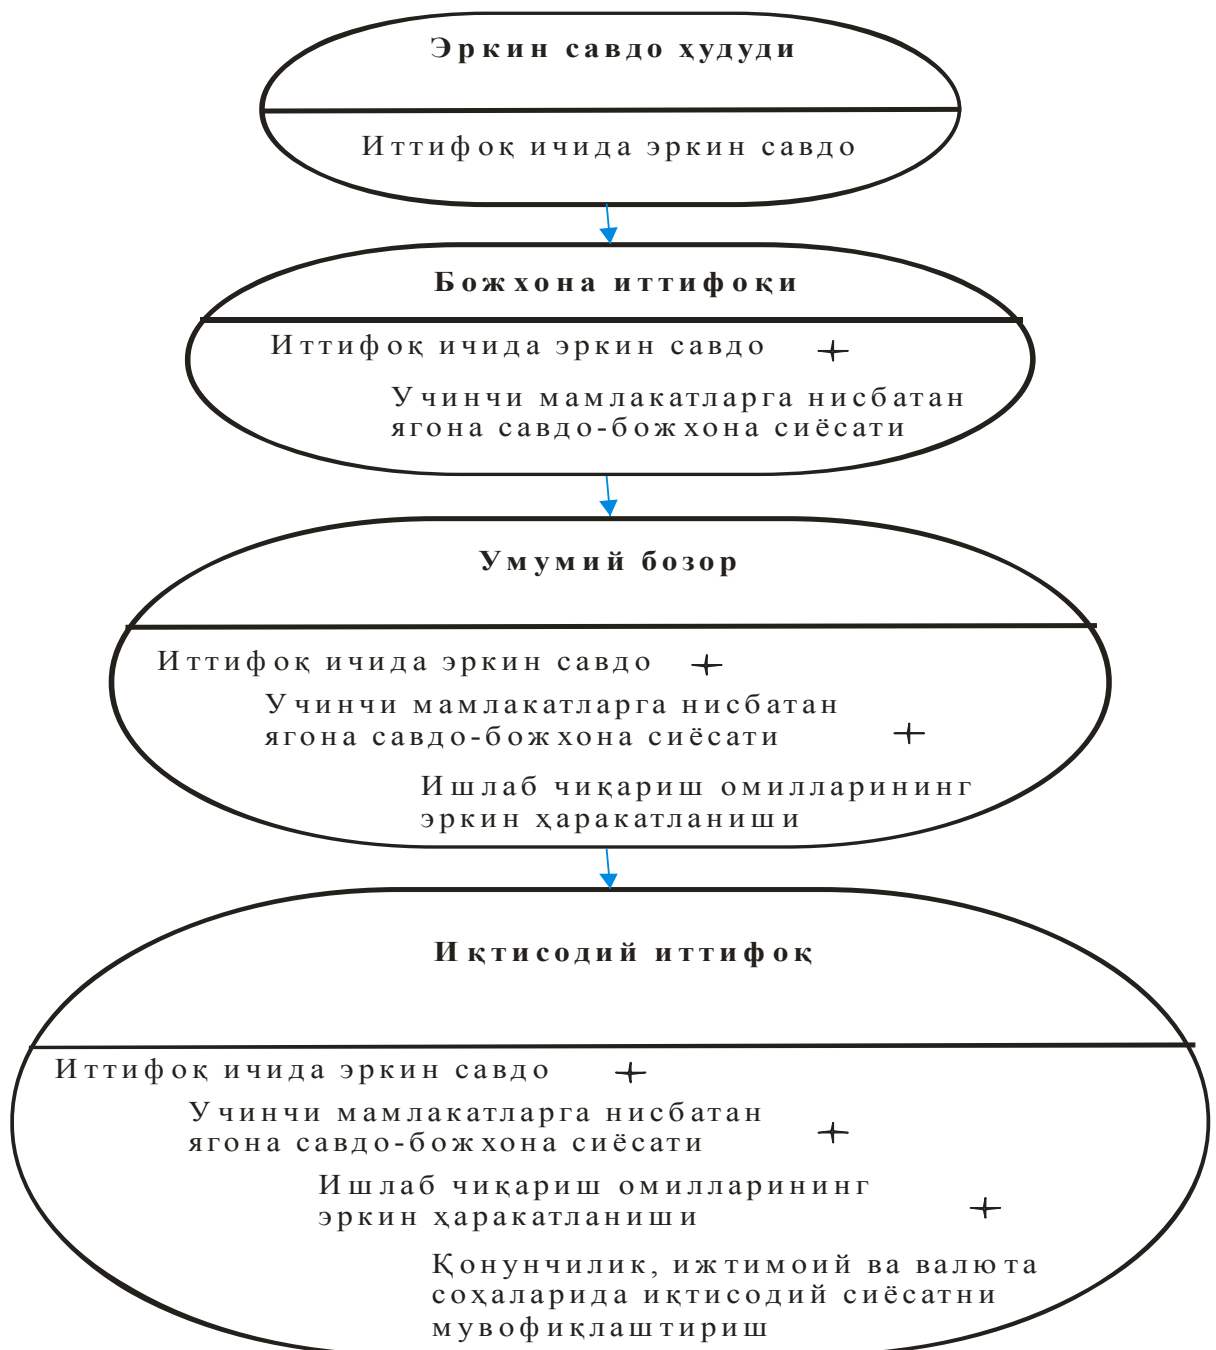 Эркин савдо ҳудуди
Иттифоқ ичида эркин савдо
Божхона иттифоқи
Иттифоқ ичида эркин савдо +
Учинчи мамлакатларга нисбатан
ягона савдо-божхона сиёсати
Умумий бозор
Иттифоқ ичида эркин савдо +
Учинчи мамлакатларга нисбатан
ягона савдо-божхона сиёсати +
Ишлаб чиқариш омилларининг
эркин ҳаракатланиши
Иқтисодий иттифоқ
Иттифоқ ичида эркин савдо +
Учинчи мамлакатларга нисбатан
ягона савдо-божхона сиёсати +
Ишлаб чиқариш омилларининг
эркин ҳаракатланиши +
Қонунчилик, ижтимоий ва валюта
соҳаларида иқтисодий сиёсатни
мувофиқлаштириш